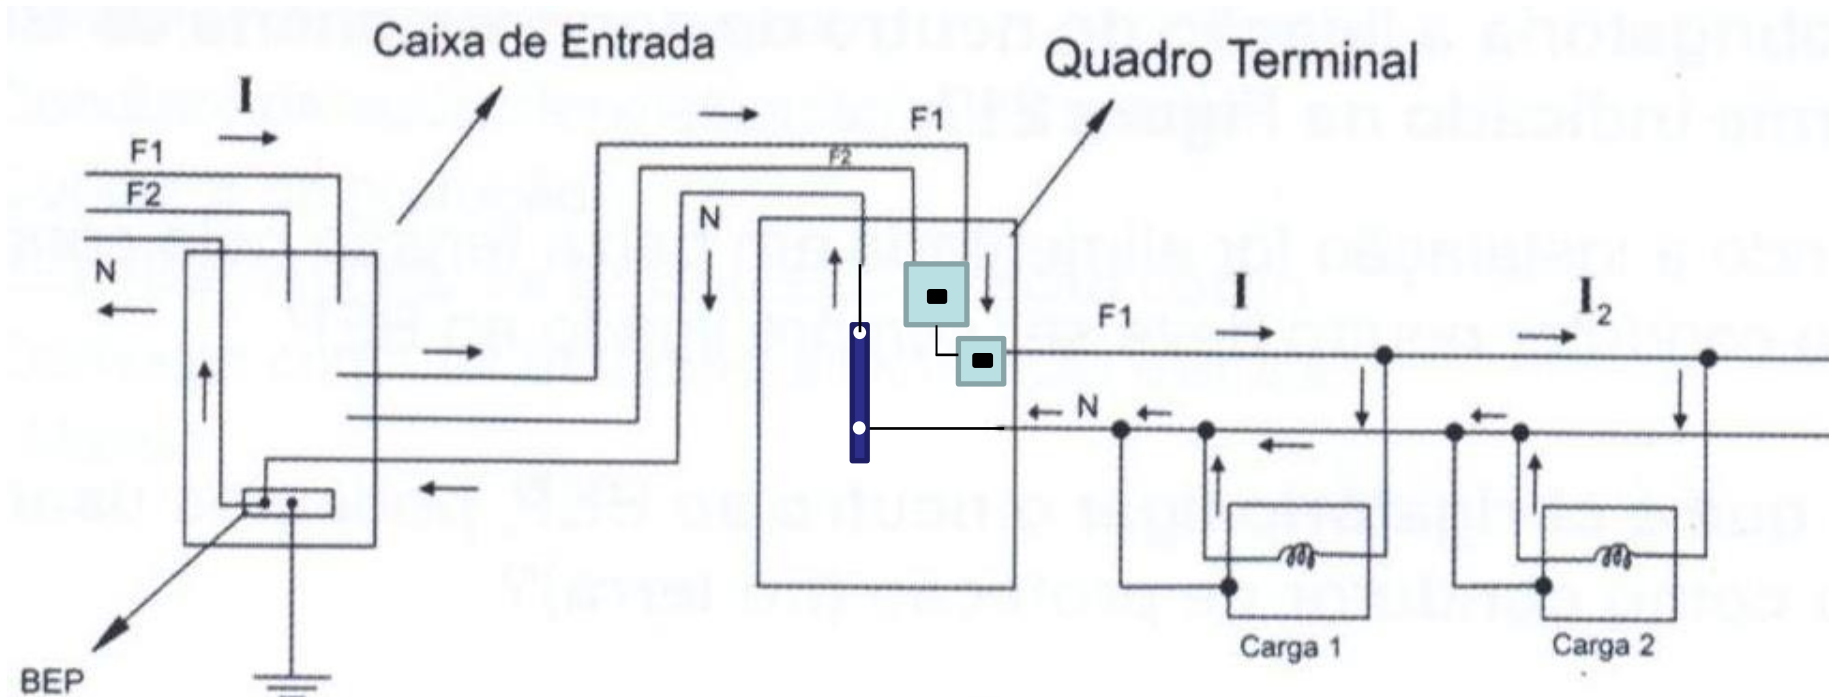 Caixa de Entrada
Quadro Terminal
I
F1
F2
N
F1
F2
N
F1
I
I2
N
Carga 1
Carga 2
BEP